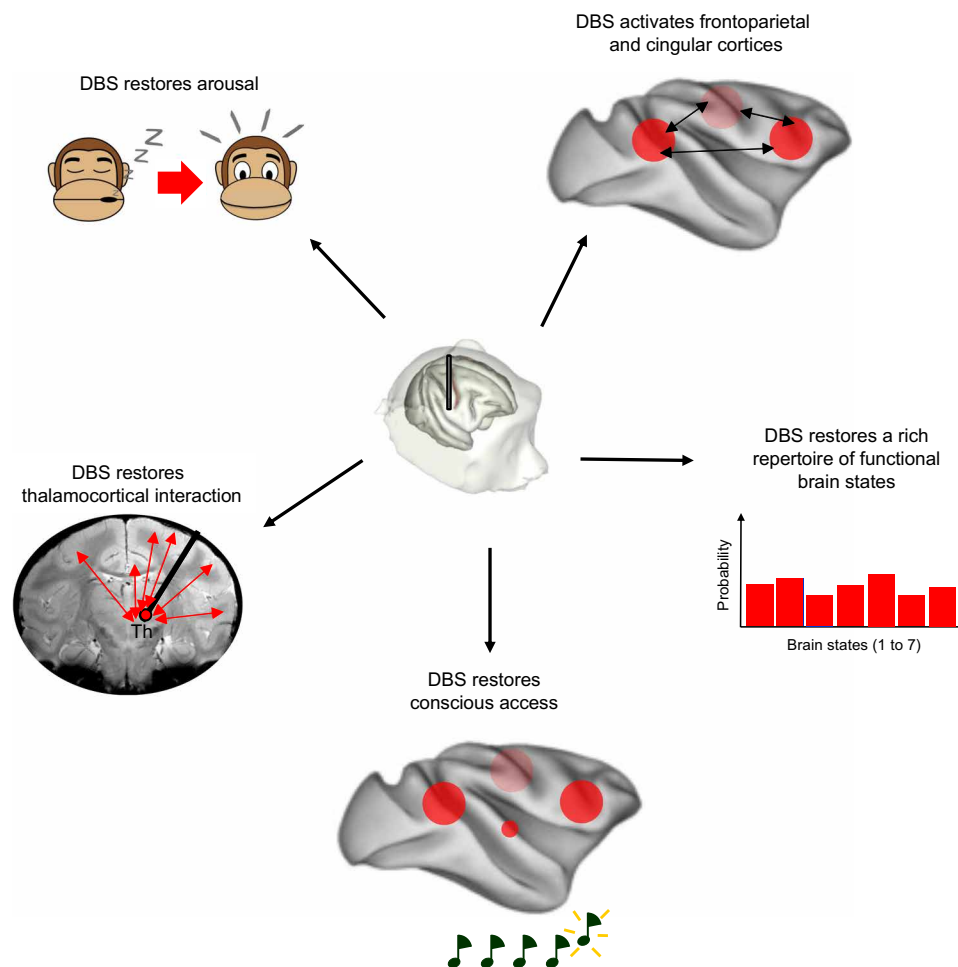 DBS activates frontoparietal
and cingular cortices
DBS restores arousal
Z
Z
Z
Z
Z
DBS restores a rich
repertoire of functional
brain states
Probability
Brain states (1 to 7)
DBS restores
thalamocortical interaction
Th
DBS restores
conscious access